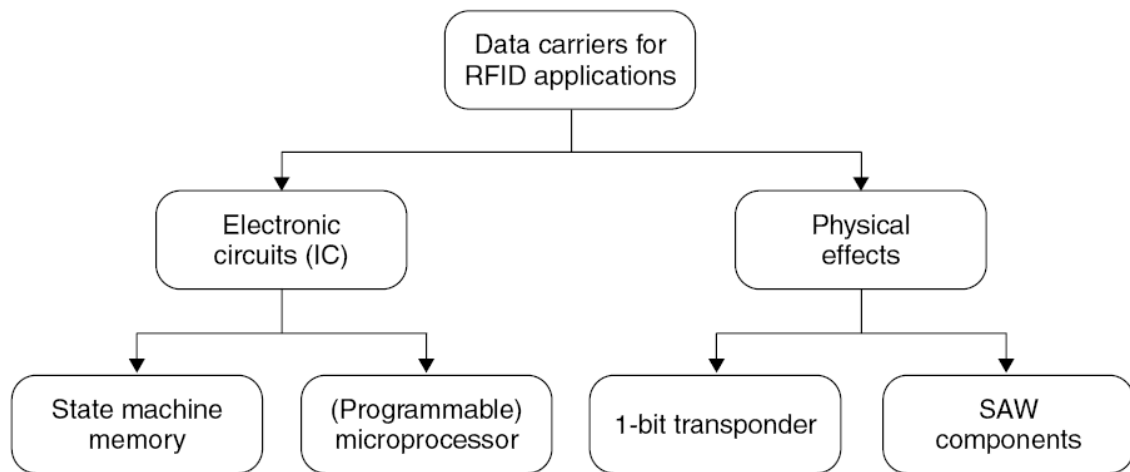 Data carriers for
RFID applications
Electronic
circuits (IC)
Physical
effects
State machine
memory
(Programmable)
microprocessor
1-bit transponder
SAW
components